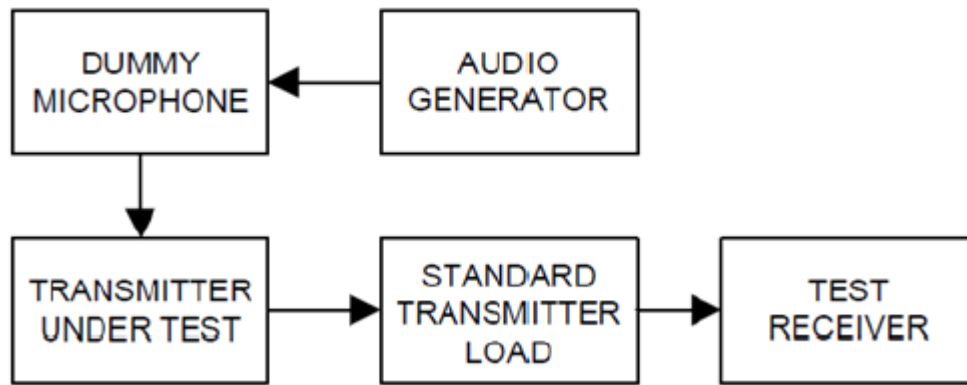 DUMMY
MICROPHONE
AUDIO
GENERATOR
TRANSMITTER
UNDER TEST
STANDARD
TRANSMITTER
LOAD
TEST
RECEIVER